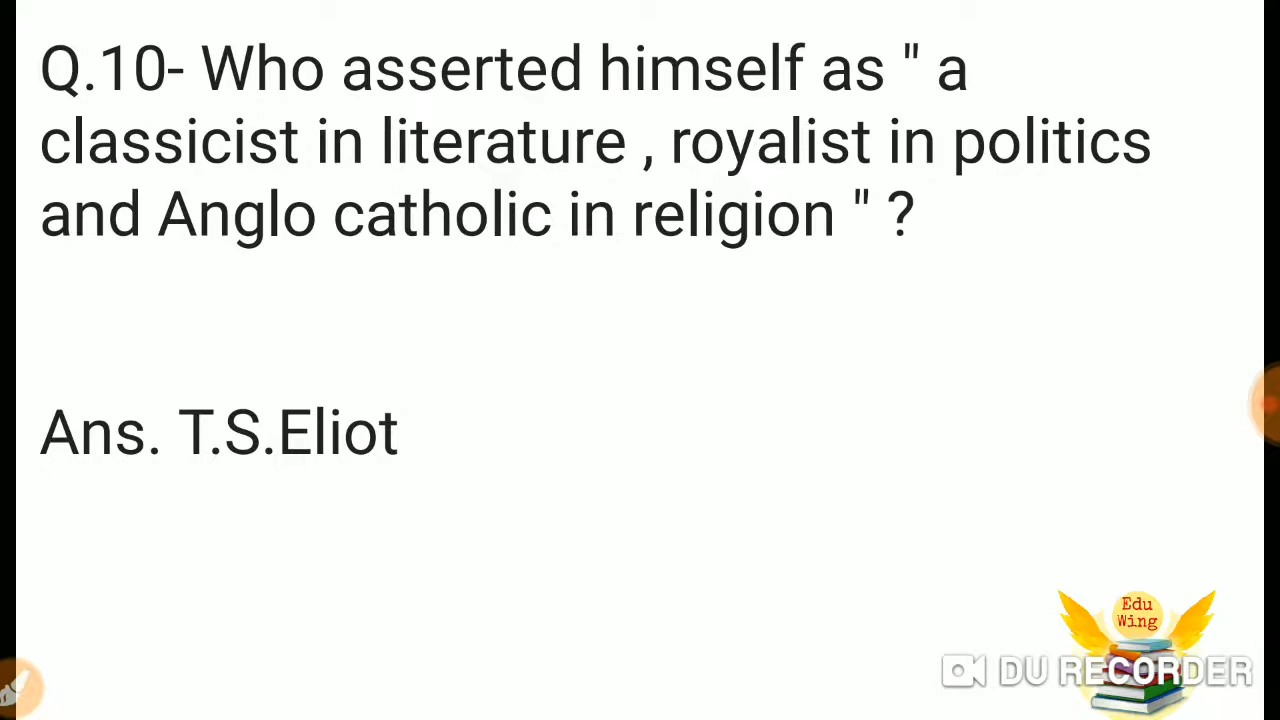 Q.10- Who asserted himself as " a
classicist in literature , royalist in politics
and Anglo catholic in religion " ?
Ans. T.S.Eliot
Edu
Wing
DU RECORDER